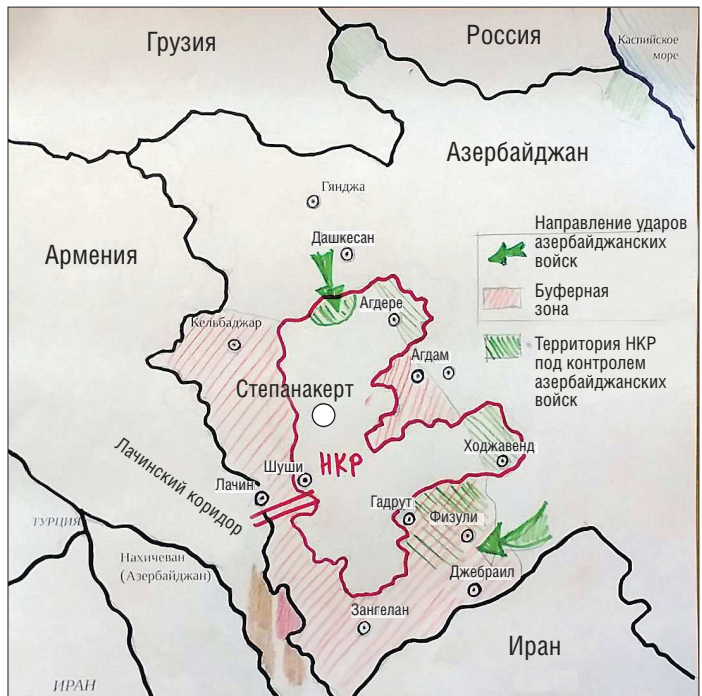 Грузия
Россия
Каспийское
море
Азербайджан
Гянджа
Армения
Дашкесан
Направление ударов
азербайджанских
войск
Буферная
зона
Территория НКР
под контролем
азербайджанских
войск
Кельбаджар
Агдере
Агдам
Степанакерт
НКР
Ходжавенд
Лачинский коридор
Шуши
Лачин
Гадрут
Физули
ТУРЦИЯ
Нахичеван
(Азербайджан)
Джебраил
Зангелан
Иран
ИРАН